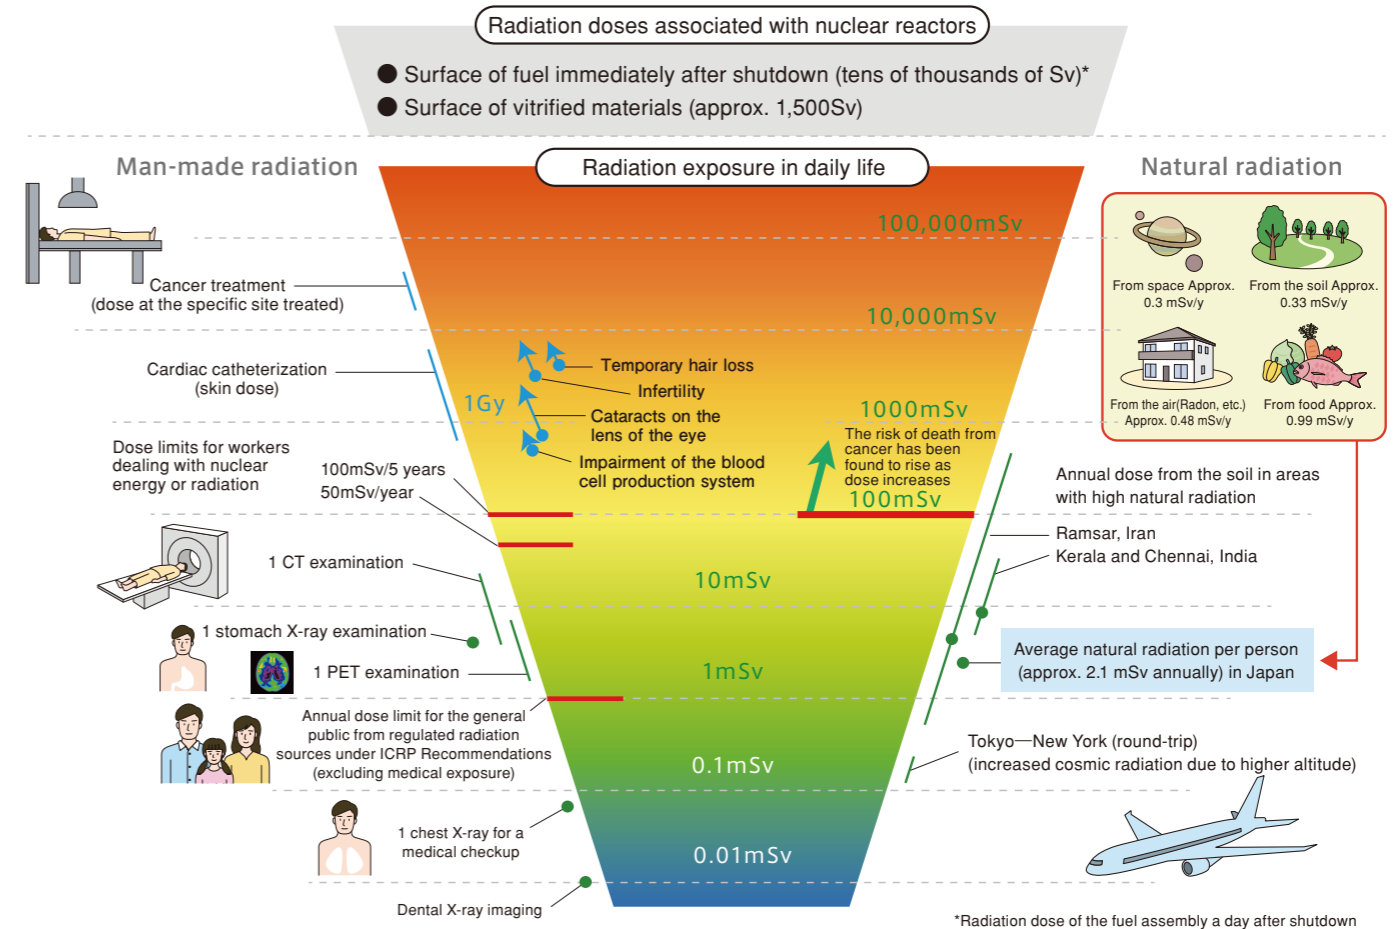 Radiation doses associated with nuclear reactors
● Surface of fuel immediately after shutdown (tens of thousands of Sv)*
● Surface of vitrified materials (approx. 1,500Sv)
Man-made radiation
Radiation exposure in daily life
Natural radiation
100,000mSv
Cancer treatment
(dose at the specific site treated)
From space Approx.
0.3 mSv/y
From the soil Approx.
0.33 mSv/y
10,000mSv
Cardiac catheterization
(skin dose)
Temporary hair loss
Infertility
1Gy
Cataracts on the
lens of the eye
Impairment of the blood
cell production system
1000mSv
The risk of death from
cancer has been
found to rise as
dose increases
100mSv
From the air(Radon, etc.)
Approx. 0.48 mSv/y
From food Approx.
0.99 mSv/y
Dose limits for workers
dealing with nuclear
energy or radiation
100mSv/5 years
50mSv/year
Annual dose from the soil in areas
with high natural radiation
Ramsar, Iran
Kerala and Chennai, India
1 CT examination
10mSv
1 stomach X-ray examination
1 PET examination
1mSv
Average natural radiation per person
(approx. 2.1 mSv annually) in Japan
Annual dose limit for the general
public from regulated radiation
sources under ICRP Recommendations
(excluding medical exposure)
0.1mSv
Tokyo—New York (round-trip)
(increased cosmic radiation due to higher altitude)
1 chest X-ray for a
medical checkup
0.01mSv
Dental X-ray imaging
*Radiation dose of the fuel assembly a day after shutdown